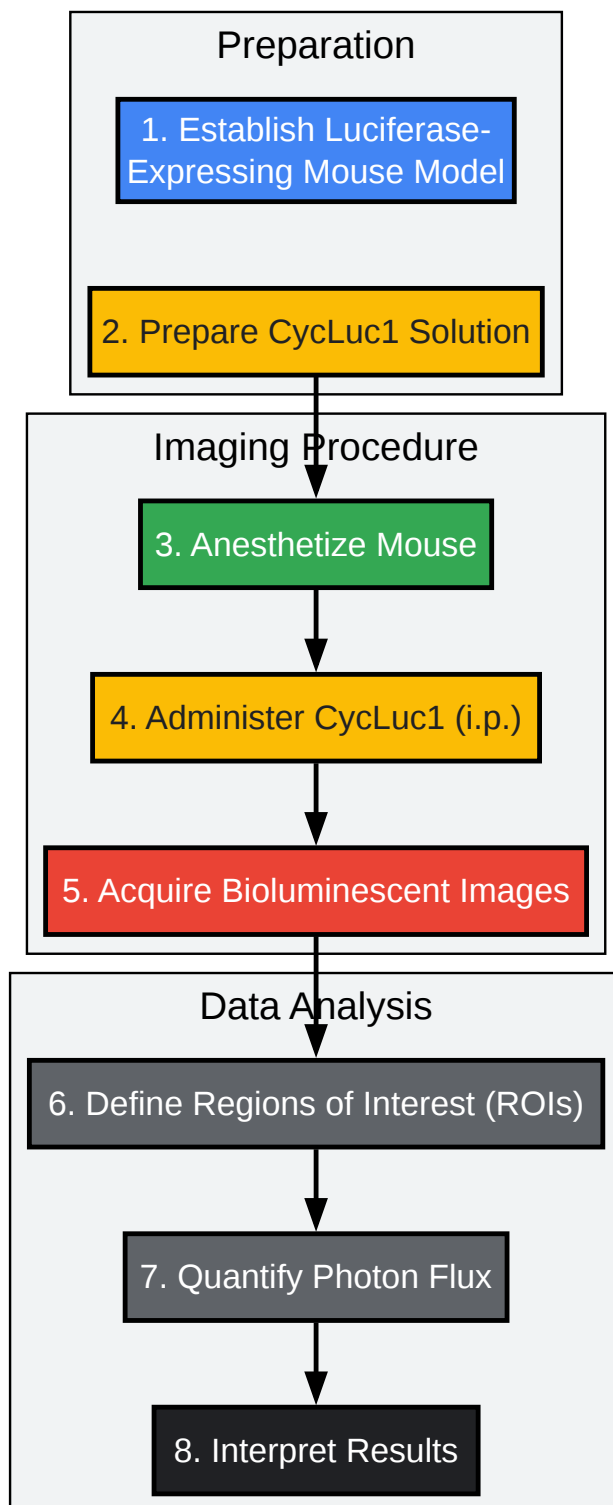 Preparation
1. Establish Luciferase-
Expressing Mouse Model
2. Prepare CycLuc1 Solution
Imaging Procedure
3. Anesthetize Mouse
4. Administer CycLuc1 (i.p.)
5. Acquire Bioluminescent Images
Data Analysis
6. Define Regions of Interest (ROIs)
7. Quantify Photon Flux
8. Interpret Results